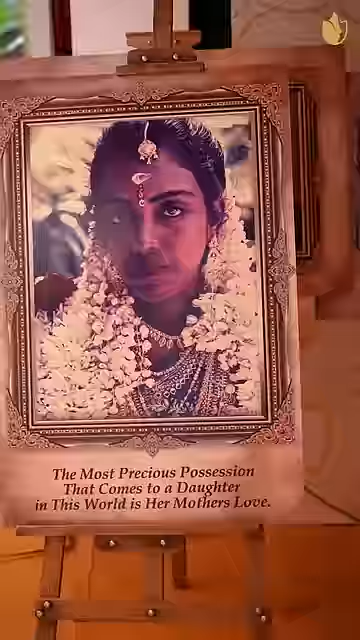 The Most Precious Possession
That Comes to a Daughter
in This World is Her Mothers Love.